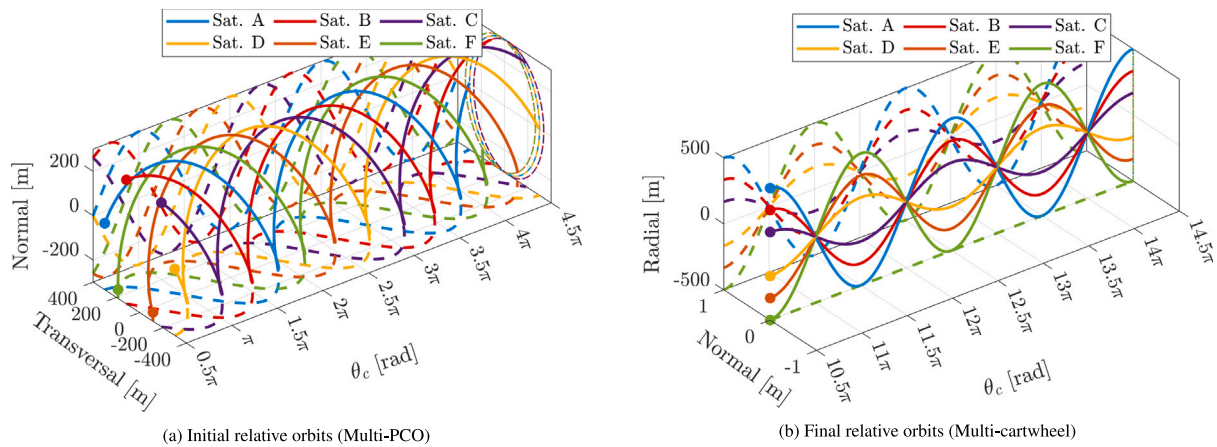 Sat. A Sat. B Sat. C
Sat. D Sat. E Sat. F
Normal [m]
200
0
-200
400
200
0
-200
-400
Transversal [m]
0.5π
π
1.5π
2π
2.5π
3π
3.5π
4π
4.5π
θc [rad]
(a) Initial relative orbits (Multi-PCO)
Sat. A Sat. B Sat. C
Sat. D Sat. E Sat. F
Radial [m]
500
0
-500
1
0
-1
Normal [m]
10.5π
11π
11.5π
12π
12.5π
13π
13.5π
14π
14.5π
θc [rad]
(b) Final relative orbits (Multi-cartwheel)